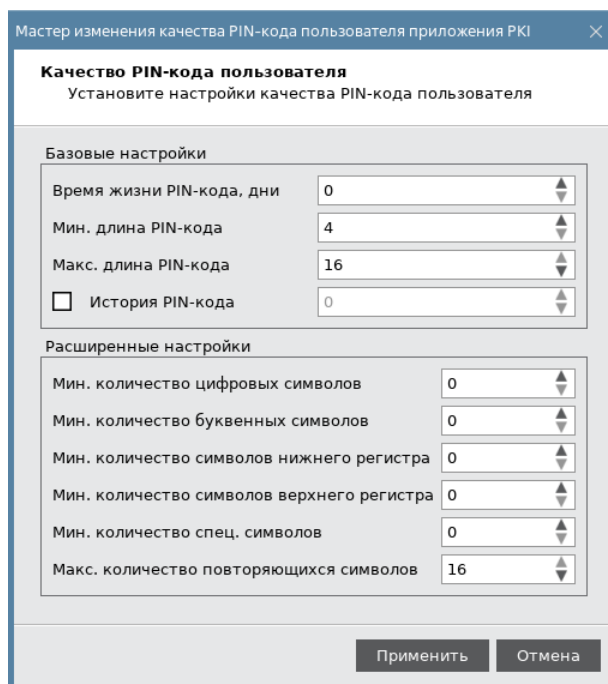 Мастер изменения качества PIN-кода пользователя приложения PKI
Качество PIN-кода пользователя
Установите настройки качества PIN-кода пользователя
Базовые настройки
Время жизни PIN-кода, дни 0
Мин. длина PIN-кода 4
Макс. длина PIN-кода 16
История PIN-кода 0
Расширенные настройки
Мин. количество цифровых символов 0
Мин. количество буквенных символов 0
Мин. количество символов нижнего регистра 0
Мин. количество символов верхнего регистра 0
Мин. количество спец. символов 0
Макс. количество повторяющихся символов 16
Применить Отмена